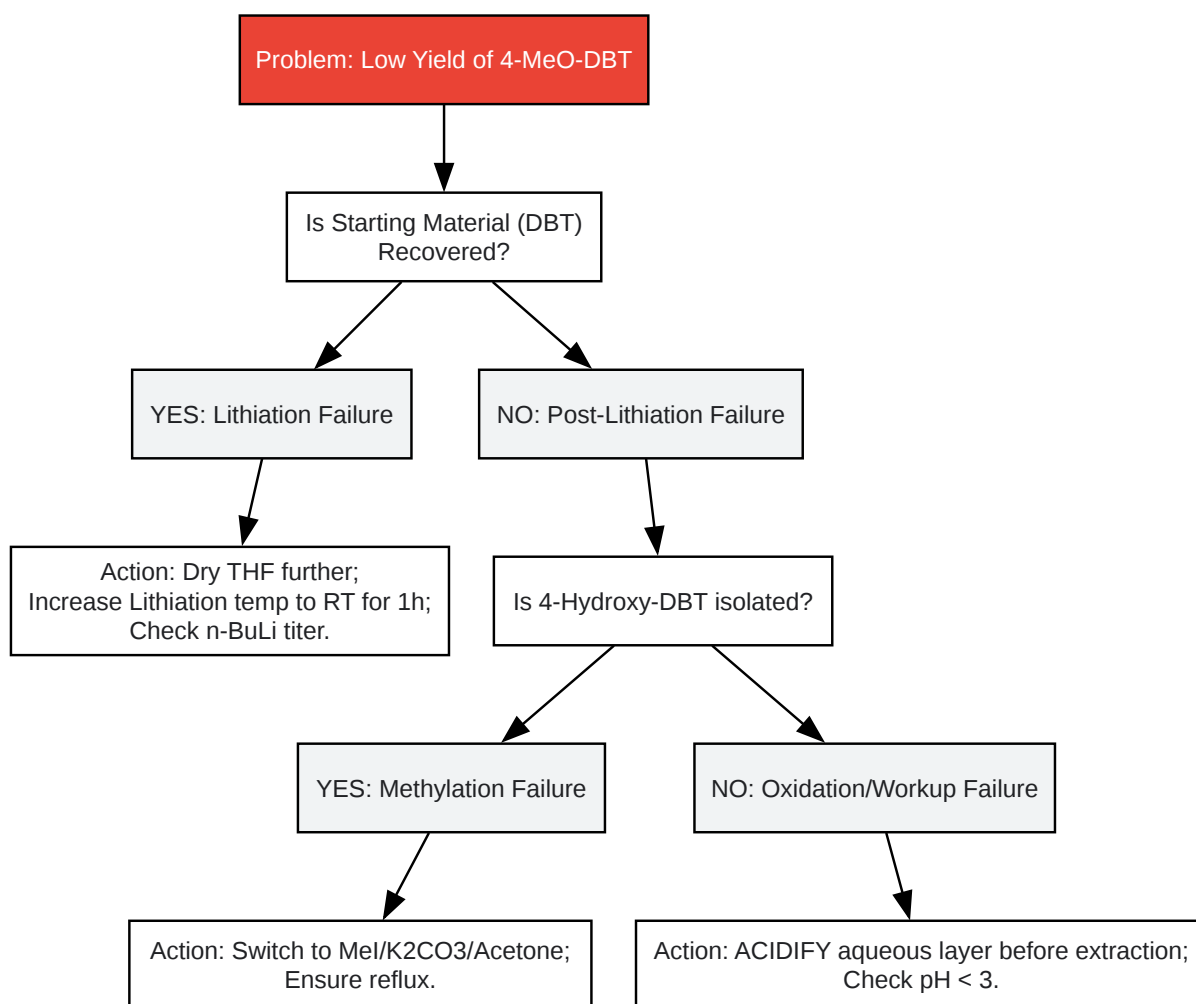 Problem: Low Yield of 4-MeO-DBT
Is Starting Material (DBT)
Recovered?
YES: Lithiation Failure
NO: Post-Lithiation Failure
Action: Dry THF further;
Increase Lithiation temp to RT for 1h;
Check n-BuLi titer.
Is 4-Hydroxy-DBT isolated?
YES: Methylation Failure
NO: Oxidation/Workup Failure
Action: Switch to MeI/K2CO3/Acetone;
Ensure reflux.
Action: ACIDIFY aqueous layer before extraction;
Check pH < 3.